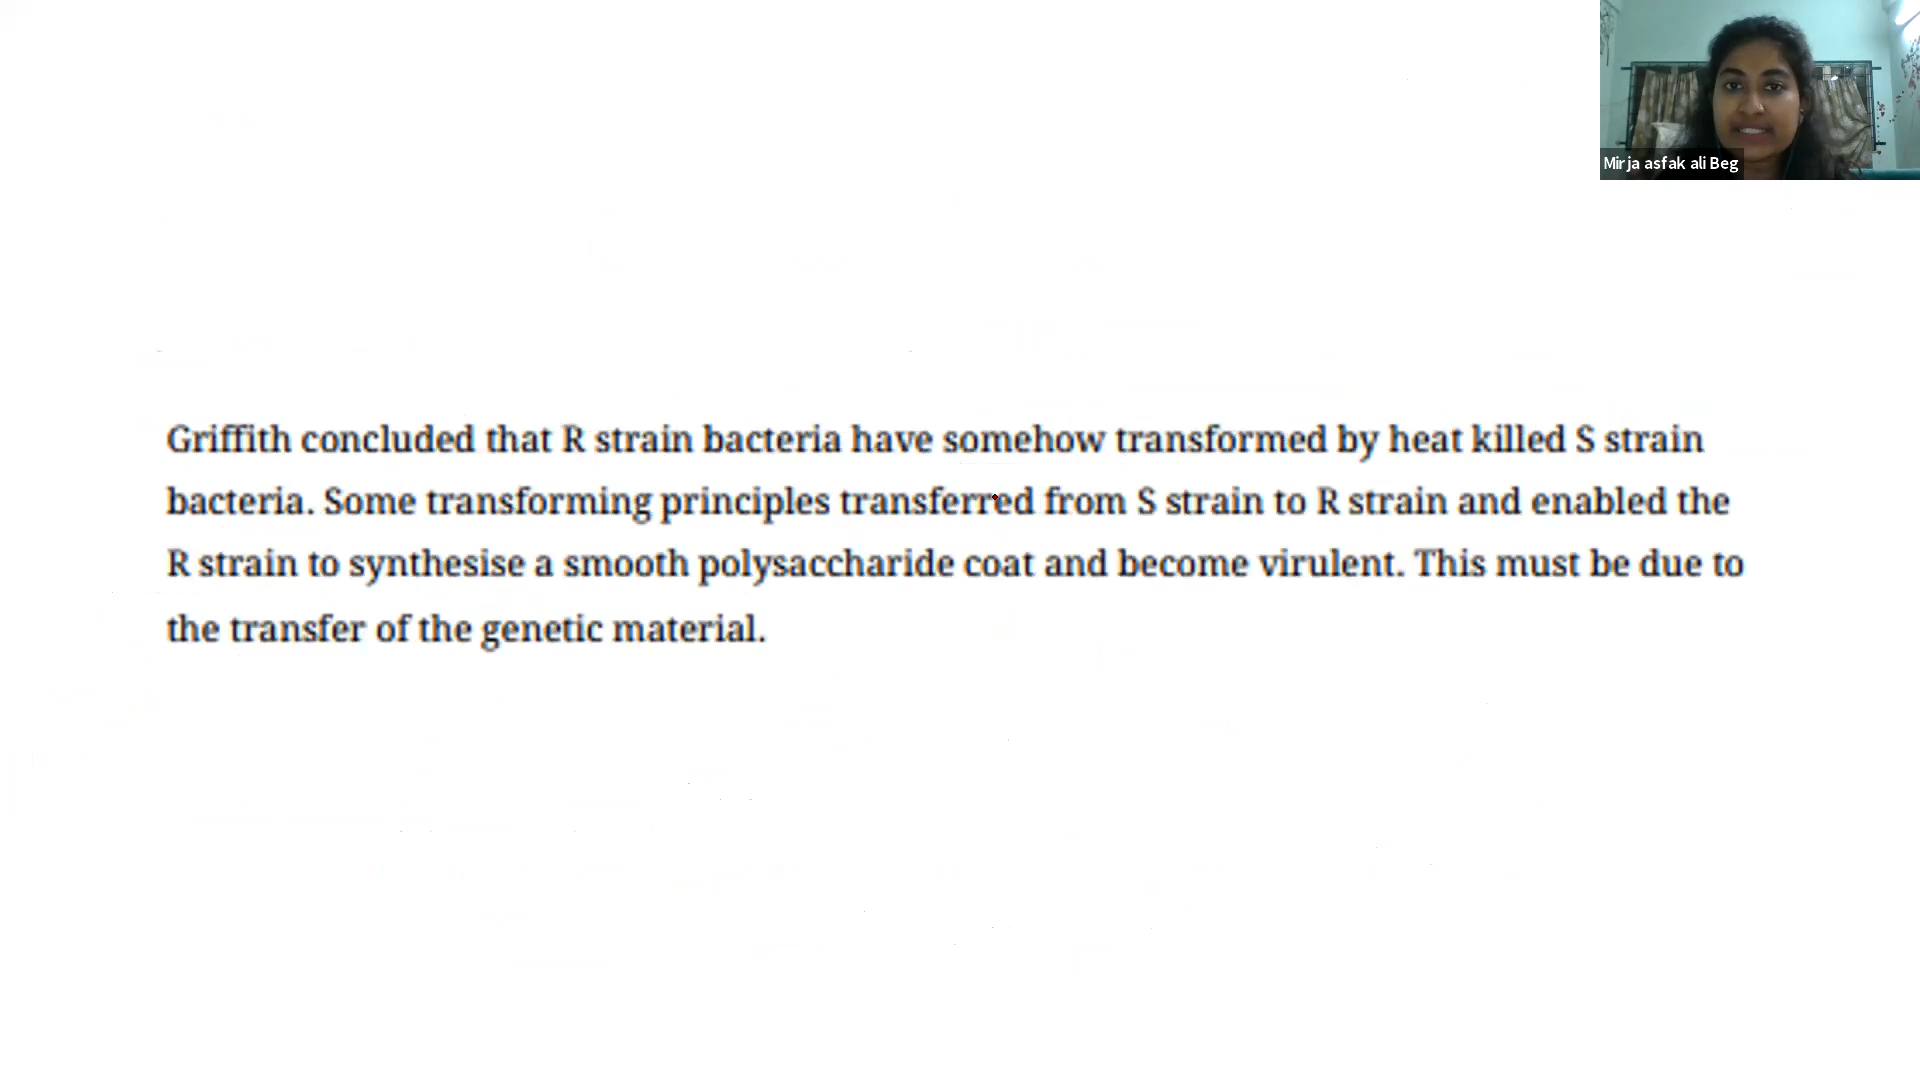 Mirja asfak ali Beg
Griffith concluded that R strain bacteria have somehow transformed by heat killed S strain
bacteria. Some transforming principles transferred from S strain to R strain and enabled the
R strain to synthesise a smooth polysaccharide coat and become virulent. This must be due to
the transfer of the genetic material.